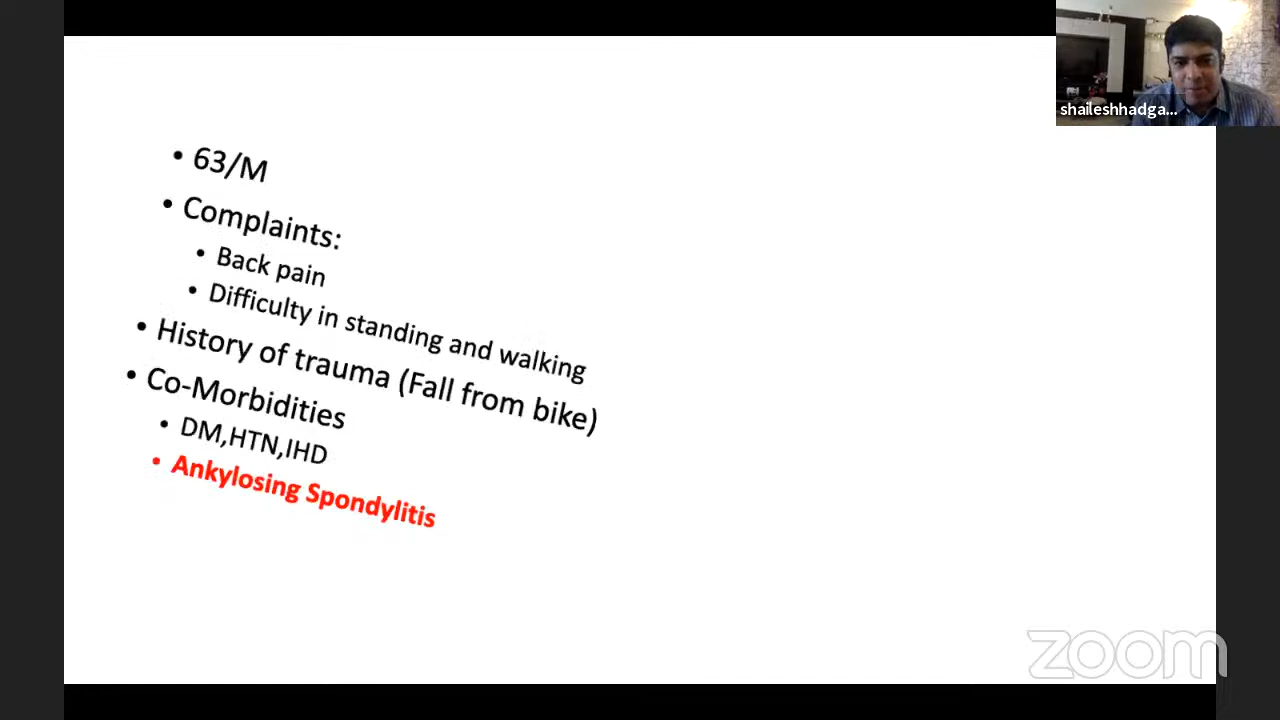 shaileshhadga...
• 63/M
• Complaints:
• Back pain
• Difficulty in standing and walking
• History of trauma (Fall from bike)
• Co-Morbidities
• DM,HTN,IHD
• Ankylosing Spondylitis
zoom